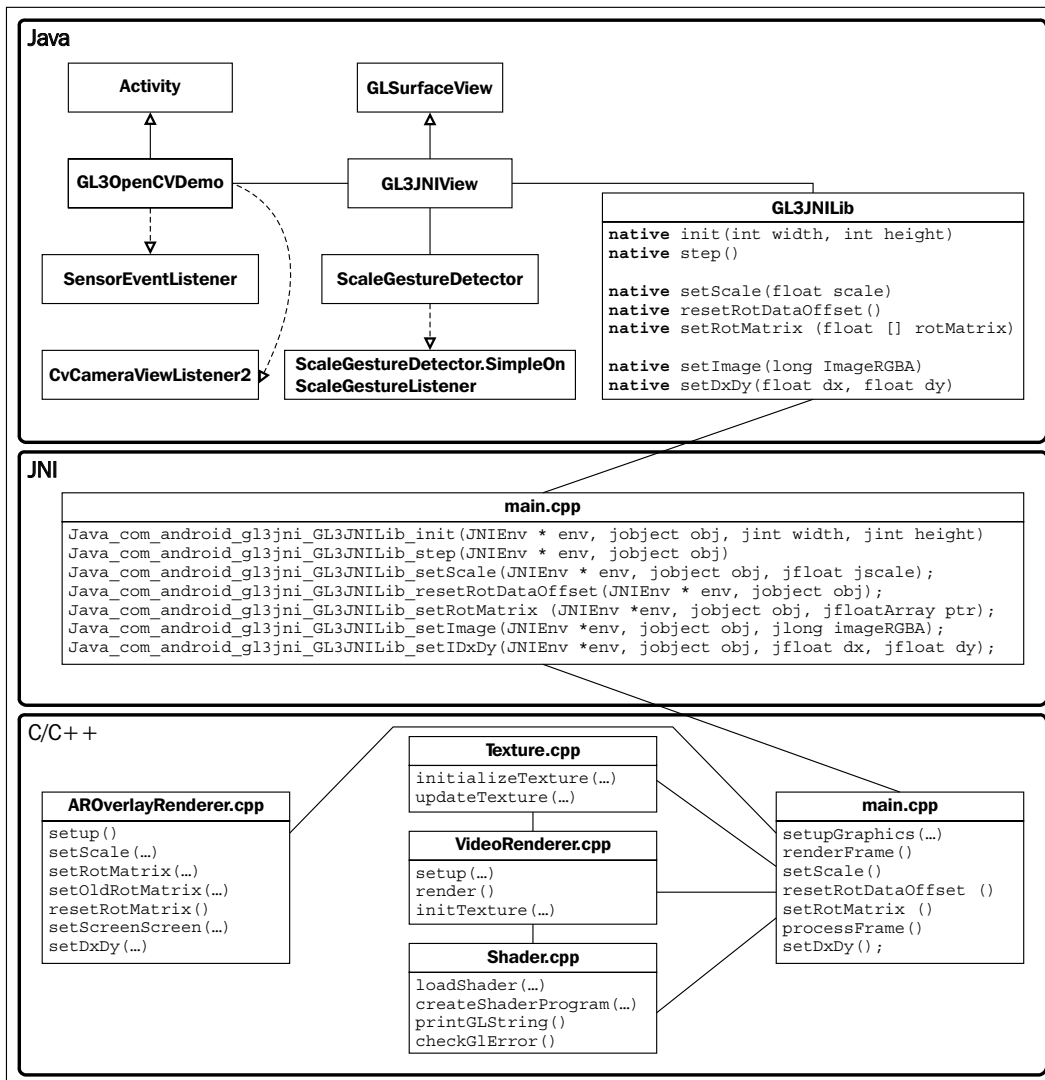 Java
Activity
GLSurfaceView
GL3OpenCVDemo
GL3JNIView
GL3JNILib
native init(int width, int height)
native step()
native setScale(float scale)
native resetRotDataOffset()
native setRotMatrix (float [] rotMatrix)
native setImage(long ImageRGBA)
native setDxDy(float dx, float dy)
SensorEventListener
ScaleGestureDetector
CvCameraViewListener2
ScaleGestureDetector.SimpleOn
ScaleGestureListener
JNI
main.cpp
Java_com_android_gl3jni_GL3JNILib_init(JNIEnv * env, jobject obj, jint width, jint height)
Java_com_android_gl3jni_GL3JNILib_step(JNIEnv * env, jobject obj)
Java_com_android_gl3jni_GL3JNILib_setScale(JNIEnv * env, jobject obj, jfloat jscale);
Java_com_android_gl3jni_GL3JNILib_resetRotDataOffset(JNIEnv * env, jobject obj);
Java_com_android_gl3jni_GL3JNILib_setRotMatrix (JNIEnv *env, jobject obj, jfloatArray ptr);
Java_com_android_gl3jni_GL3JNILib_setImage(JNIEnv *env, jobject obj, jlong imageRGBA);
Java_com_android_gl3jni_GL3JNILib_setIDxDy(JNIEnv *env, jobject obj, jfloat dx, jfloat dy);
C/C++
AROverlayRenderer.cpp
setup()
setScale(…)
setRotMatrix(…)
setOldRotMatrix(…)
resetRotMatrix()
setScreenScreen(…)
setDxDy(…)
Texture.cpp
initializeTexture(…)
updateTexture(…)
VideoRenderer.cpp
setup(…)
render()
initTexture(…)
Shader.cpp
loadShader(…)
createShaderProgram(…)
printGLString()
checkGlError()
main.cpp
setupGraphics(…)
renderFrame()
setScale()
resetRotDataOffset ()
setRotMatrix ()
processFrame()
setDxDy();